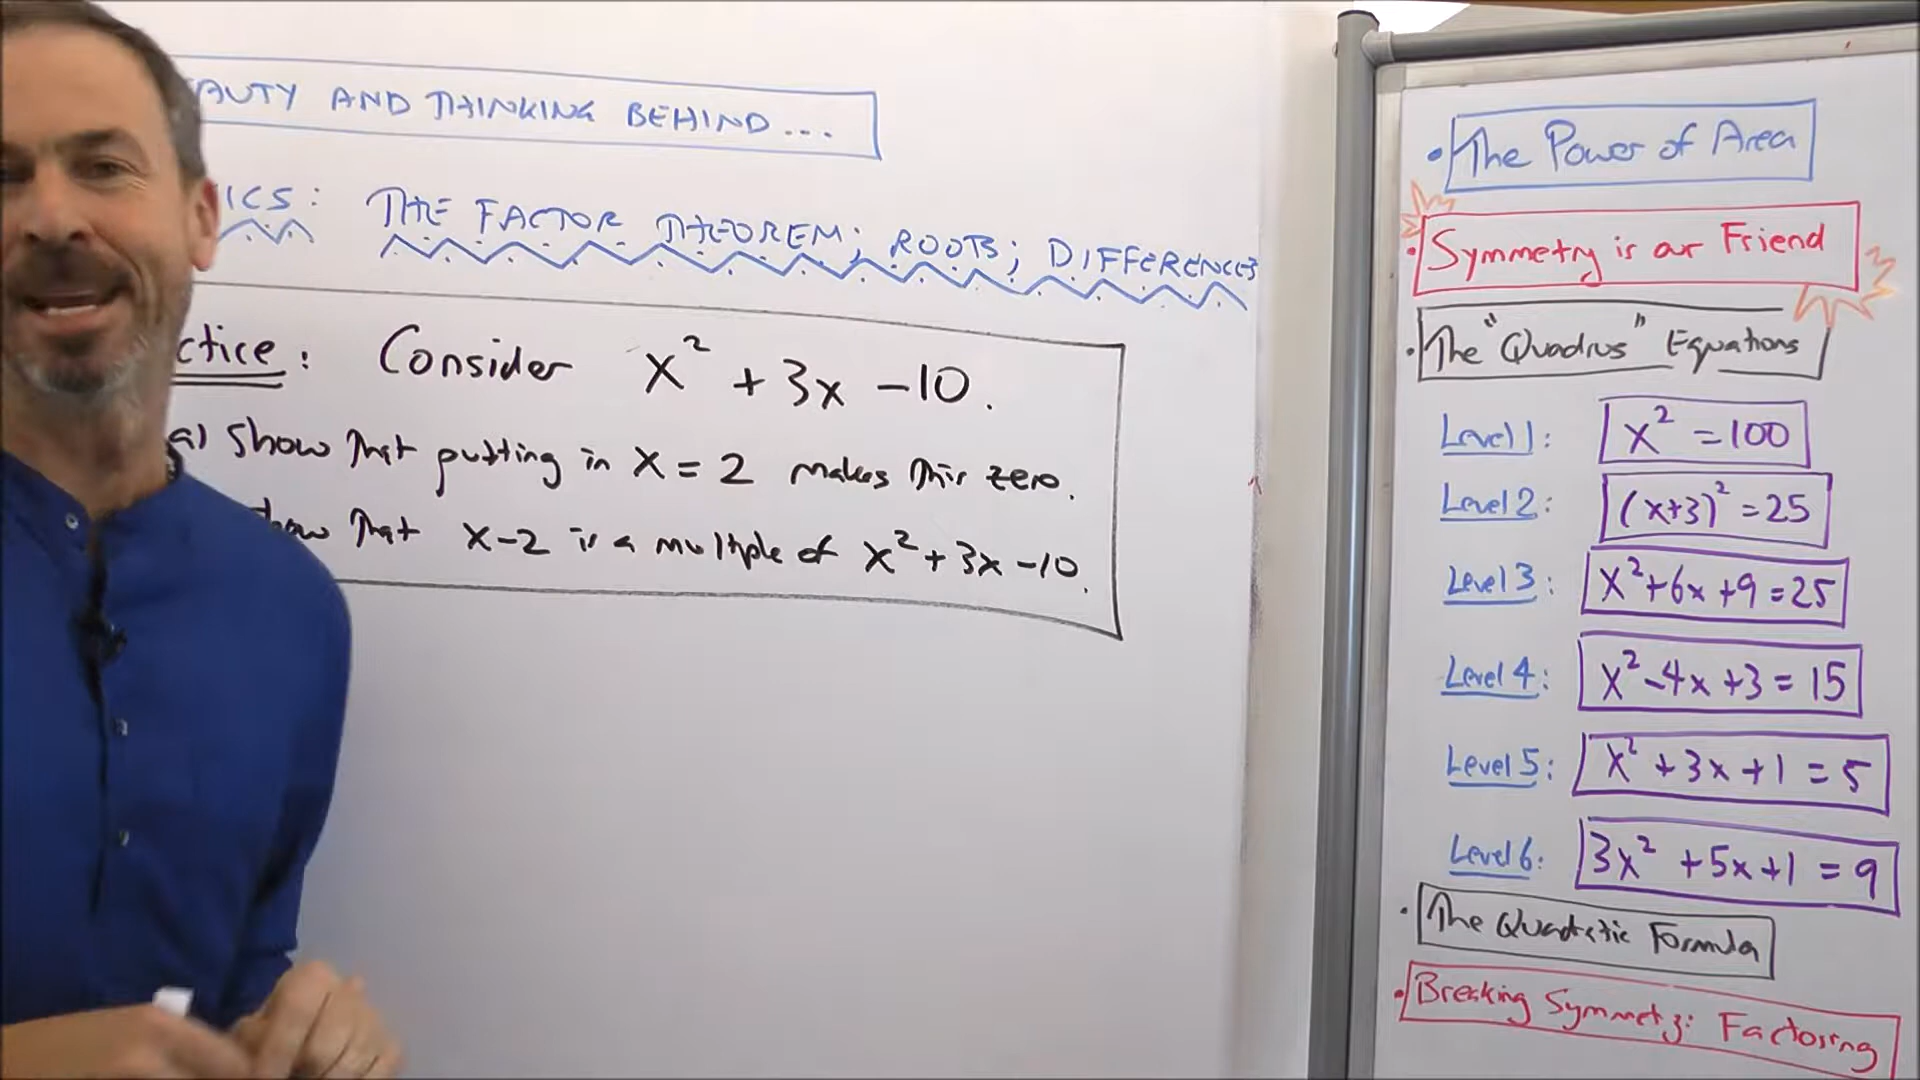 AUTY AND THINKING BEHIND...
ICS: THE FACTOR THEOREM; ROOTS; DIFFERENCES
ctice: Consider x² + 3x - 10.
a) Show that putting in x = 2 makes this zero.
how that x-2 is a multiple of x² + 3x - 10.
• The Power of Area
• Symmetry is our Friend
• The "Quadrus" Equations
Level 1: x² = 100
Level 2: (x+3)² = 25
Level 3: x² + 6x + 9 = 25
Level 4: x² - 4x + 3 = 15
Level 5: x² + 3x + 1 = 5
Level 6: 3x² + 5x + 1 = 9
• The Quadratic Formula
• Breaking Symmetry: Factoring